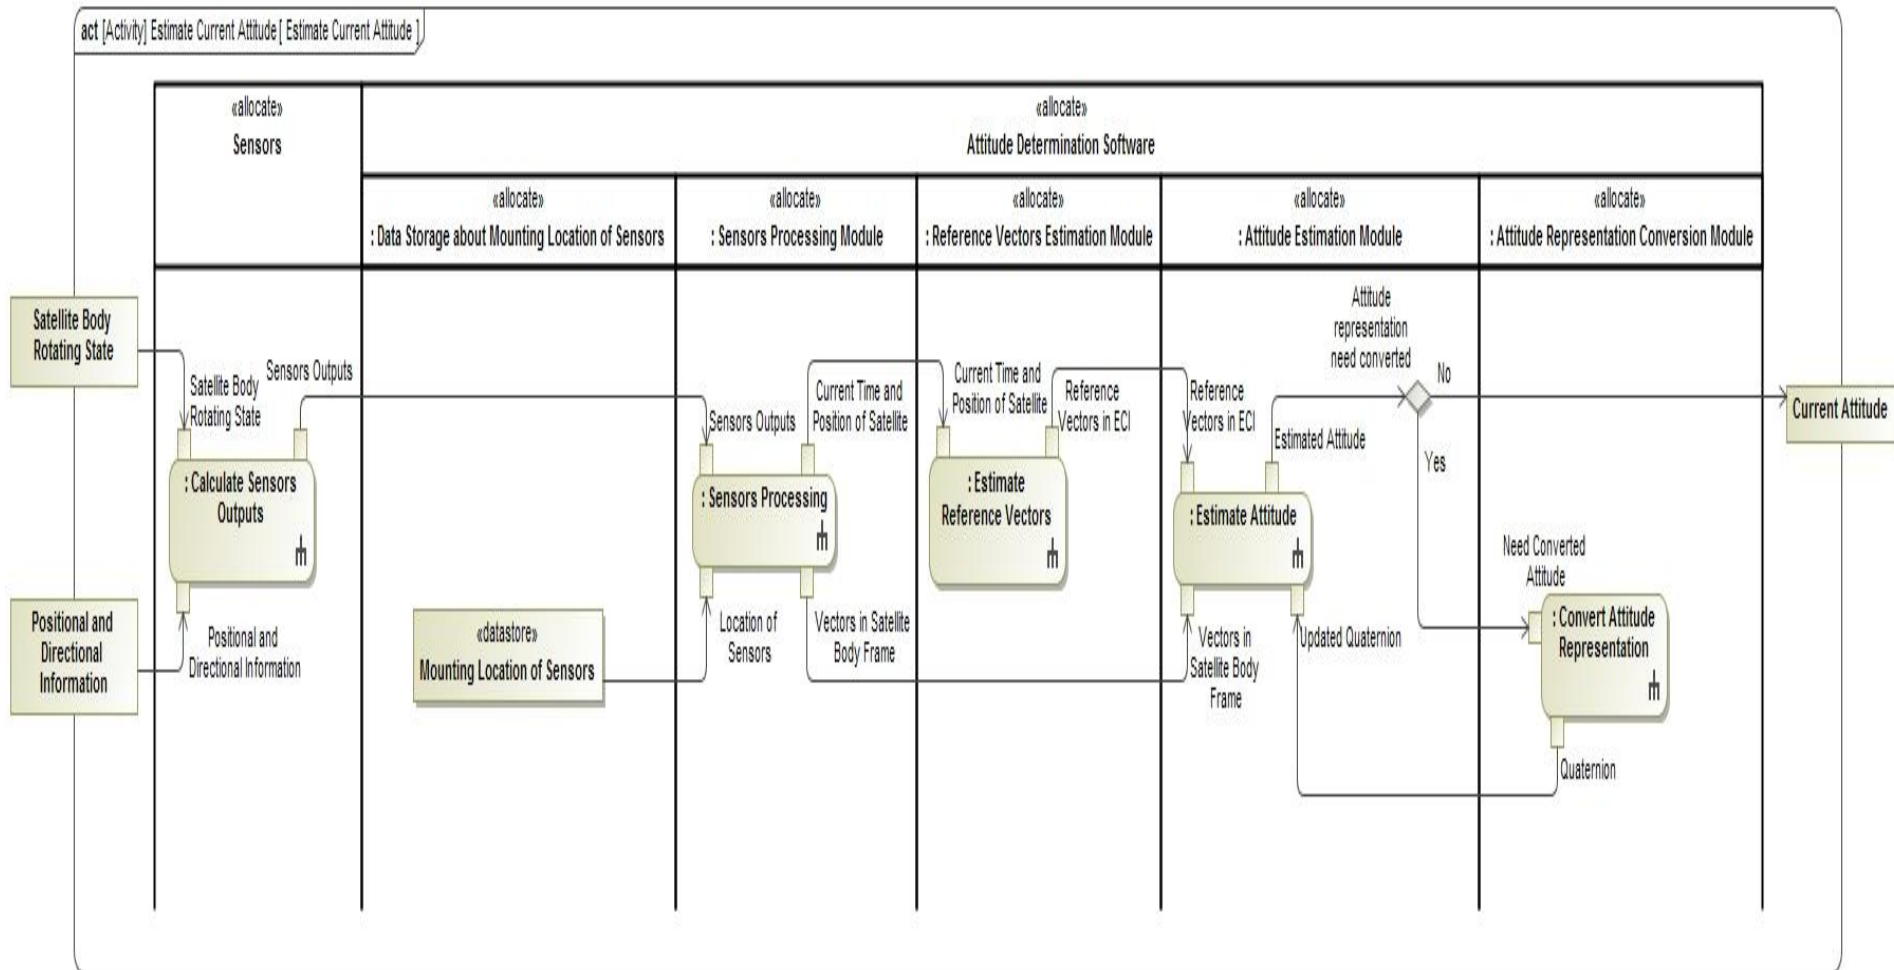 act [Activity] Estimate Current Attitude [ Estimate Current Attitude ]
«allocate»
Sensors
«allocate»
Attitude Determination Software
«allocate»
: Data Storage about Mounting Location of Sensors
«allocate»
: Sensors Processing Module
«allocate»
: Reference Vectors Estimation Module
«allocate»
: Attitude Estimation Module
«allocate»
: Attitude Representation Conversion Module
Satellite Body
Rotating State
Positional and
Directional
Information
Satellite Body
Rotating State
Sensors Outputs
: Calculate Sensors
Outputs
Positional and
Directional Information
«datastore»
Mounting Location of Sensors
Sensors Outputs
Current Time and
Position of Satellite
: Sensors Processing
Location of
Sensors
Vectors in Satellite
Body Frame
Current Time and
Position of Satellite
Reference
Vectors in ECI
: Estimate
Reference Vectors
Reference
Vectors in ECI
Estimated Attitude
: Estimate Attitude
Vectors in
Satellite Body
Frame
Updated Quaternion
Attitude
representation
need converted
No
Yes
Need Converted
Attitude
: Convert Attitude
Representation
Quaternion
Current Attitude